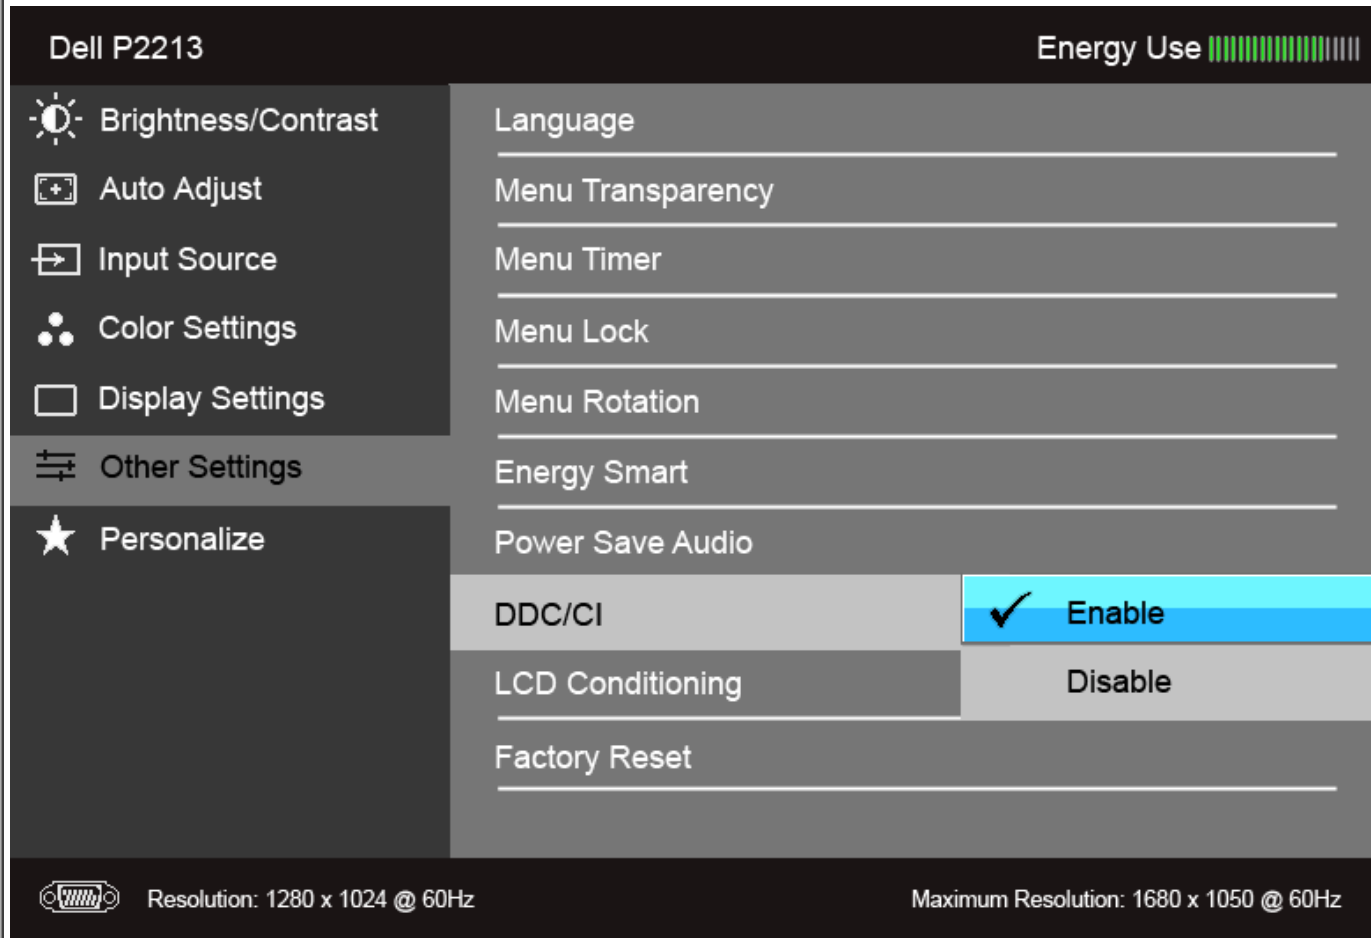 Dell P2213
Energy Use
Brightness/Contrast
Auto Adjust
Input Source
Color Settings
Display Settings
Other Settings
Personalize
Language
Menu Transparency
Menu Timer
Menu Lock
Menu Rotation
Energy Smart
Power Save Audio
DDC/CI
Enable
Disable
LCD Conditioning
Factory Reset
Resolution: 1280 x 1024 @ 60Hz
Maximum Resolution: 1680 x 1050 @ 60Hz